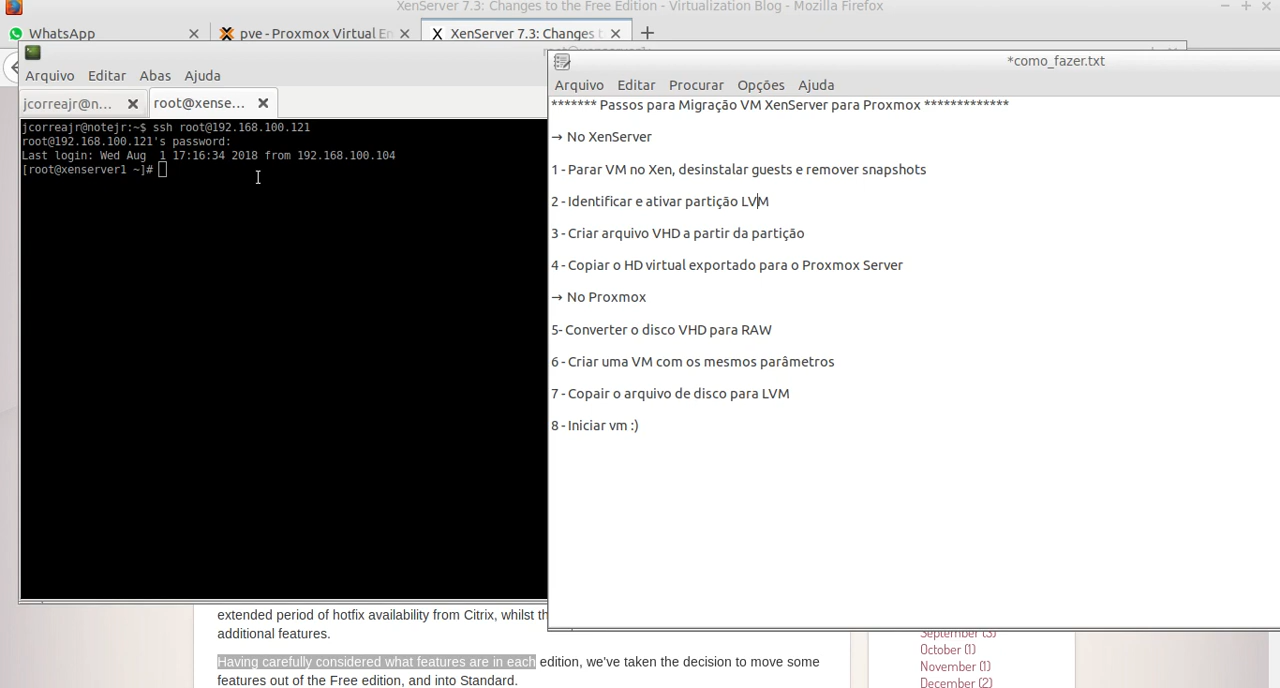 XenServer 7.3: Changes to the Free Edition - Virtualization Blog - Mozilla Firefox
WhatsApp
pve - Proxmox Virtual En
XenServer 7.3: Changes t
Arquivo Editar Abas Ajuda
jcorreajr@n...
root@xense...
jcorreajr@notejr:~$ ssh root@192.168.100.121
root@192.168.100.121's password:
Last login: Wed Aug  1 17:16:34 2018 from 192.168.100.104
[root@xenserver1 ~]#
*como_fazer.txt
Arquivo Editar Procurar Opções Ajuda
******* Passos para Migração VM XenServer para Proxmox *************
→ No XenServer
1 - Parar VM no Xen, desinstalar guests e remover snapshots
2 - Identificar e ativar partição LVM
3 - Criar arquivo VHD a partir da partição
4 - Copiar o HD virtual exportado para o Proxmox Server
→ No Proxmox
5- Converter o disco VHD para RAW
6 - Criar uma VM com os mesmos parâmetros
7 - Copair o arquivo de disco para LVM
8 - Iniciar vm :)
extended period of hotfix availability from Citrix, whilst th
additional features.
Having carefully considered what features are in each edition, we've taken the decision to move some
features out of the Free edition, and into Standard.
September (3)
October (1)
November (1)
December (2)